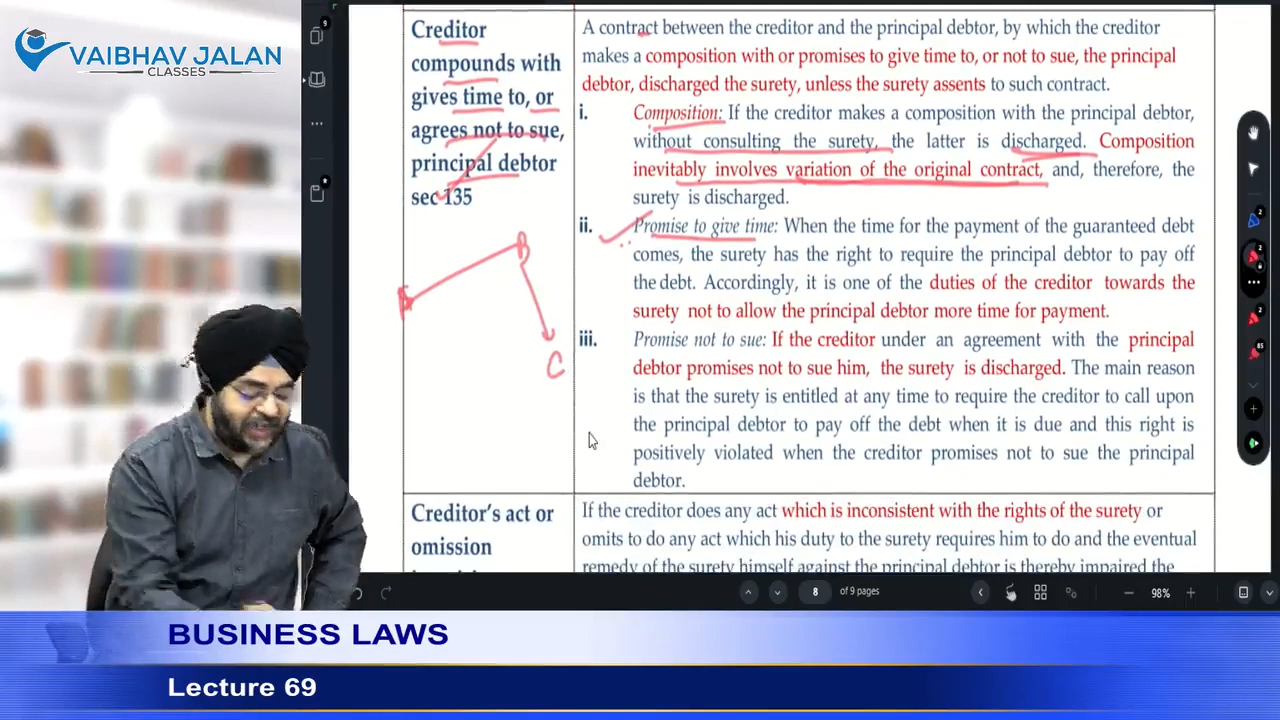 VAIBHAV JALAN
CLASSES
Creditor
compounds with
gives time to, or
agrees not to sue,
principal debtor
sec 135
A contract between the creditor and the principal debtor, by which the creditor
makes a composition with or promises to give time to, or not to sue, the principal
debtor, discharged the surety, unless the surety assents to such contract.
i. Composition: If the creditor makes a composition with the principal debtor,
without consulting the surety, the latter is discharged. Composition
inevitably involves variation of the original contract, and, therefore, the
surety is discharged.
ii. Promise to give time: When the time for the payment of the guaranteed debt
comes, the surety has the right to require the principal debtor to pay off
the debt. Accordingly, it is one of the duties of the creditor towards the
surety not to allow the principal debtor more time for payment.
iii. Promise not to sue: If the creditor under an agreement with the principal
debtor promises not to sue him, the surety is discharged. The main reason
is that the surety is entitled at any time to require the creditor to call upon
the principal debtor to pay off the debt when it is due and this right is
positively violated when the creditor promises not to sue the principal
debtor.
B
A
C
Creditor's act or
omission
If the creditor does any act which is inconsistent with the rights of the surety or
omits to do any act which his duty to the surety requires him to do and the eventual
remedy of the surety himself against the principal debtor is thereby impaired the
8 of 9 pages
98%
BUSINESS LAWS
Lecture 69